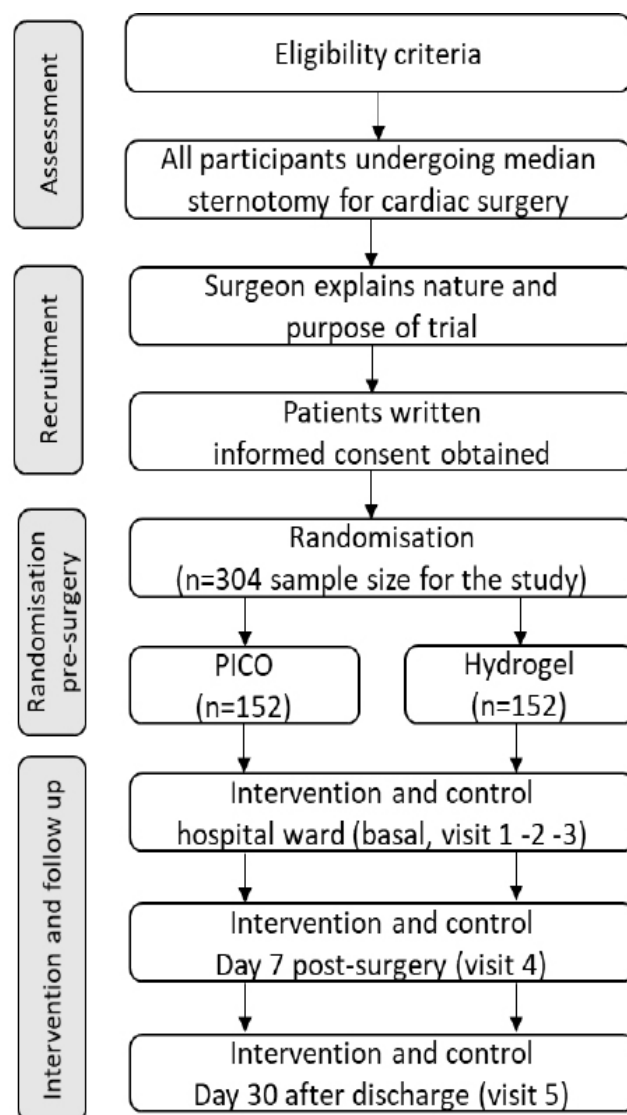 Assessment
Eligibility criteria
All participants undergoing median
sternotomy for cardiac surgery
Recruitment
Surgeon explains nature and
purpose of trial
Patients written
informed consent obtained
Randomisation
pre-surgery
Randomisation
(n=304 sample size for the study)
PICO
(n=152)
Hydrogel
(n=152)
Intervention and follow up
Intervention and control
hospital ward (basal, visit 1 -2 -3)
Intervention and control
Day 7 post-surgery (visit 4)
Intervention and control
Day 30 after discharge (visit 5)